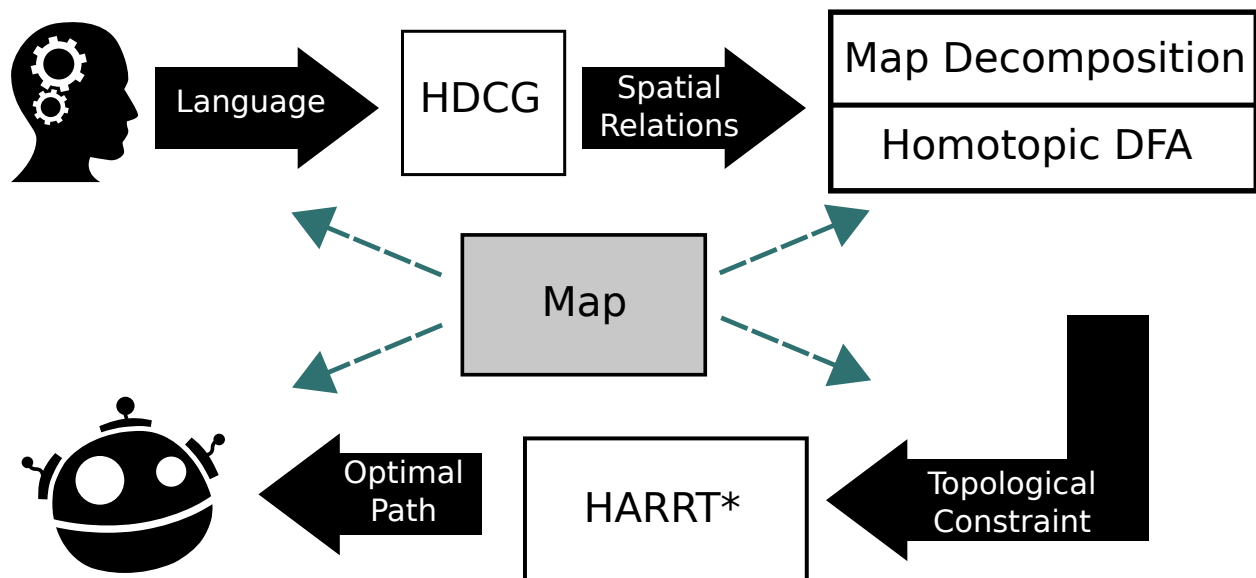 Language
HDCG
Spatial
Relations
Map Decomposition
Homotopic DFA
Map
Optimal
Path
HARRT*
Topological
Constraint